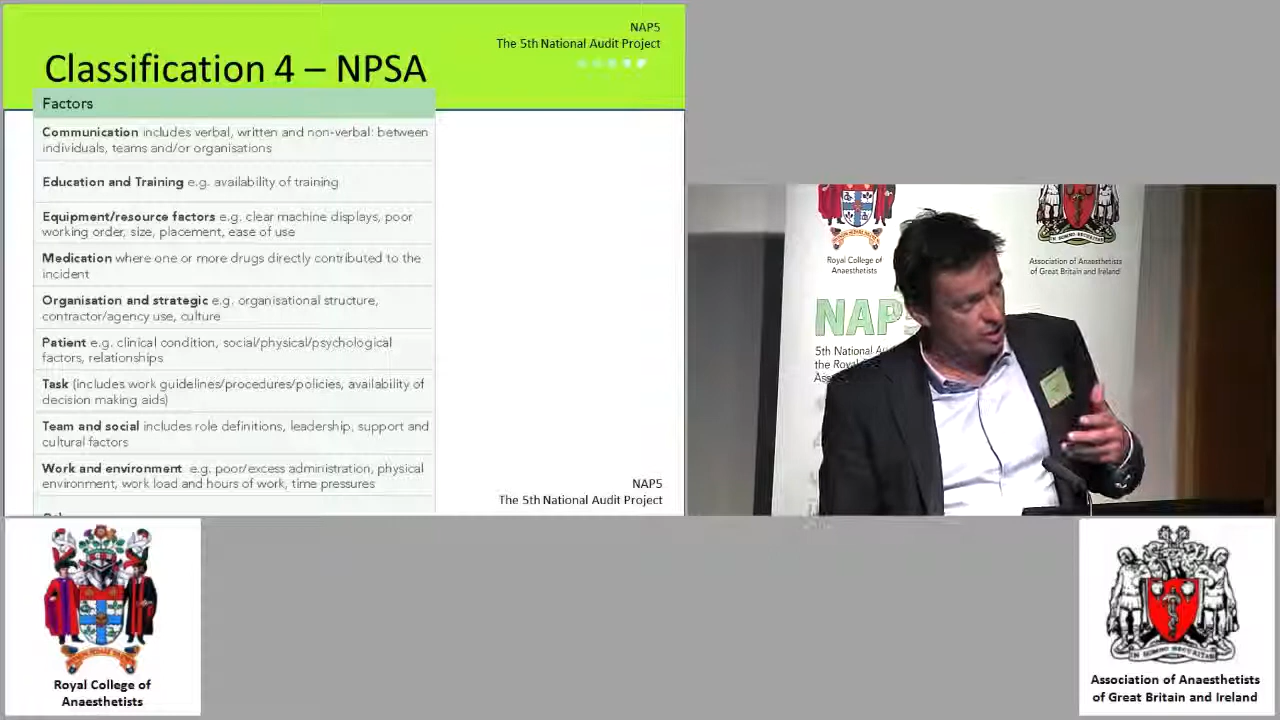 NAP5
The 5th National Audit Project
Classification 4 – NPSA
Factors
Communication includes verbal, written and non-verbal: between
individuals, teams and/or organisations
Education and Training e.g. availability of training
Equipment/resource factors e.g. clear machine displays, poor
working order, size, placement, ease of use
Medication where one or more drugs directly contributed to the
incident
Organisation and strategic e.g. organisational structure,
contractor/agency use, culture
Patient e.g. clinical condition, social/physical/psychological
factors, relationships
Task (includes work guidelines/procedures/policies, availability of
decision making aids)
Team and social includes role definitions, leadership, support and
cultural factors
Work and environment e.g. poor/excess administration, physical
environment, work load and hours of work, time pressures
NAP5
The 5th National Audit Project
Royal College of
Anaesthetists
Association of Anaesthetists
of Great Britain and Ireland
NAP5
5th National
the Royal
Royal College of
Anaesthetists
IN SOMNO SECURITAS
Association of Anaesthetists
of Great Britain and Ireland